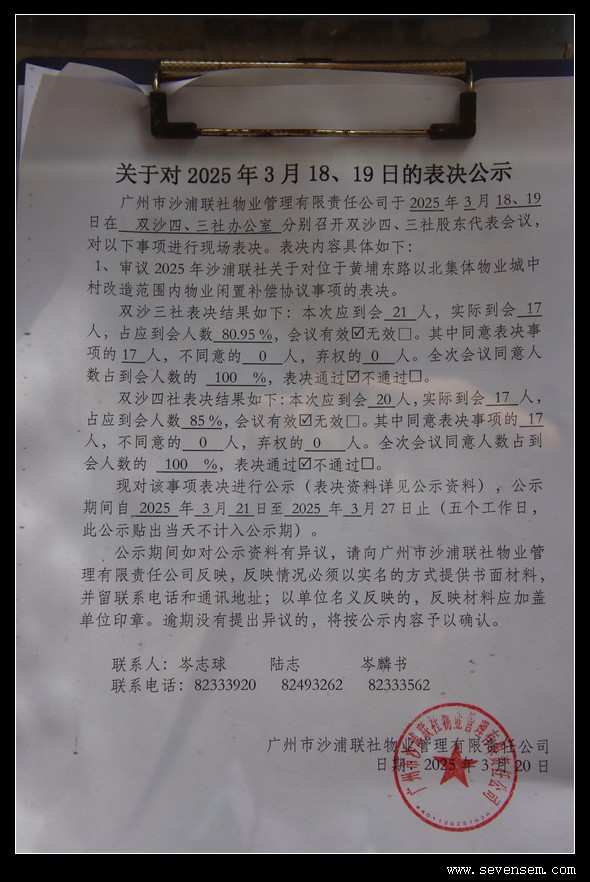 关于对 2025 年 3 月 18、19 日的表决公示
广州市沙浦联社物业管理有限责任公司于 2025 年 3 月 18、19
日在 双沙四、三社办公室 分别召开双沙四、三社股东代表会议，
对以下事项进行现场表决。表决内容具体如下：
1、审议 2025 年沙浦联社关于对位于黄埔东路以北集体物业城中
村改造范围内物业闲置补偿协议事项的表决。
双沙三社表决结果如下：本次应到会 21 人，实际到会 17
人，占应到会人数 80.95 %，会议有效☑无效□。其中同意表决事
项的 17 人，不同意的 0 人，弃权的 0 人。全次会议同意人
数占到会人数的 100 %，表决通过☑不通过□。
双沙四社表决结果如下：本次应到会 20 人，实际到会 17 人，
占应到会人数 85 %，会议有效☑无效□。其中同意表决事项的 17
人，不同意的 0 人，弃权的 0 人。全次会议同意人数占到
会人数的 100 %，表决通过☑不通过□。
现对该事项表决进行公示（表决资料详见公示资料），公示
期间自 2025 年 3 月 21 日至 2025 年 3 月 27 日止（五个工作日，
此公示贴出当天不计入公示期）。
公示期间如对公示资料有异议，请向广州市沙浦联社物业管
理有限责任公司反映，反映情况必须以实名的方式提供书面材料，
并留联系电话和通讯地址；以单位名义反映的，反映材料应加盖
单位印章。逾期没有提出异议的，将按公示内容予以确认。
联系人：岑志球 陆志 岑麟书
联系电话：82333920 82493262 82333562
广州市沙浦联社物业管理有限责任公司
日期：2025 年 3 月 20 日
广州市沙浦联社物业管理有限责任公司
www.sevensem.com